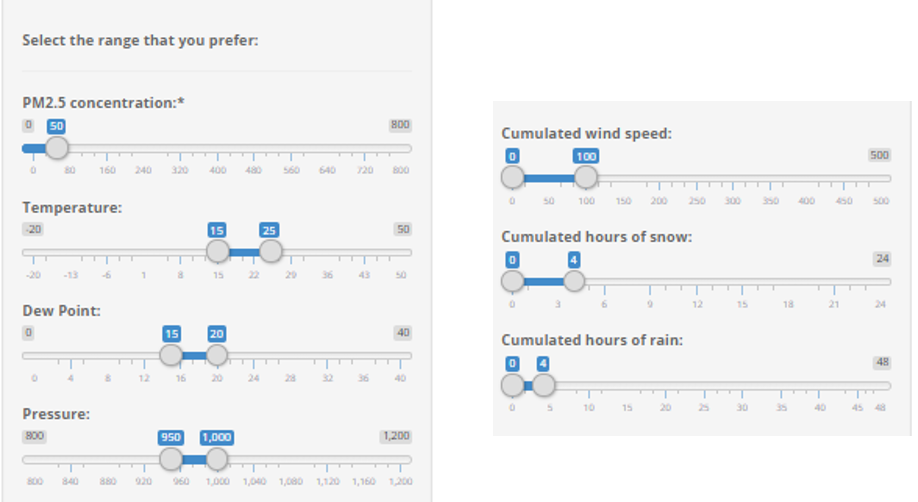 Select the range that you prefer:
PM2.5 concentration:*
0 50 800
0 80 160 240 320 400 480 560 640 720 800
Temperature:
-20 15 25 50
-20 -13 -6 1 8 15 22 29 36 43 50
Dew Point:
0 15 20 40
0 4 8 12 16 20 24 28 32 36 40
Pressure:
800 950 1,000 1,200
800 840 880 920 960 1,000 1,040 1,080 1,120 1,160 1,200
Cumulated wind speed:
0 100 500
0 50 100 150 200 250 300 350 400 450 500
Cumulated hours of snow:
0 4 24
0 3 6 9 12 15 18 21 24
Cumulated hours of rain:
0 4 48
0 5 10 15 20 25 30 35 40 45 48